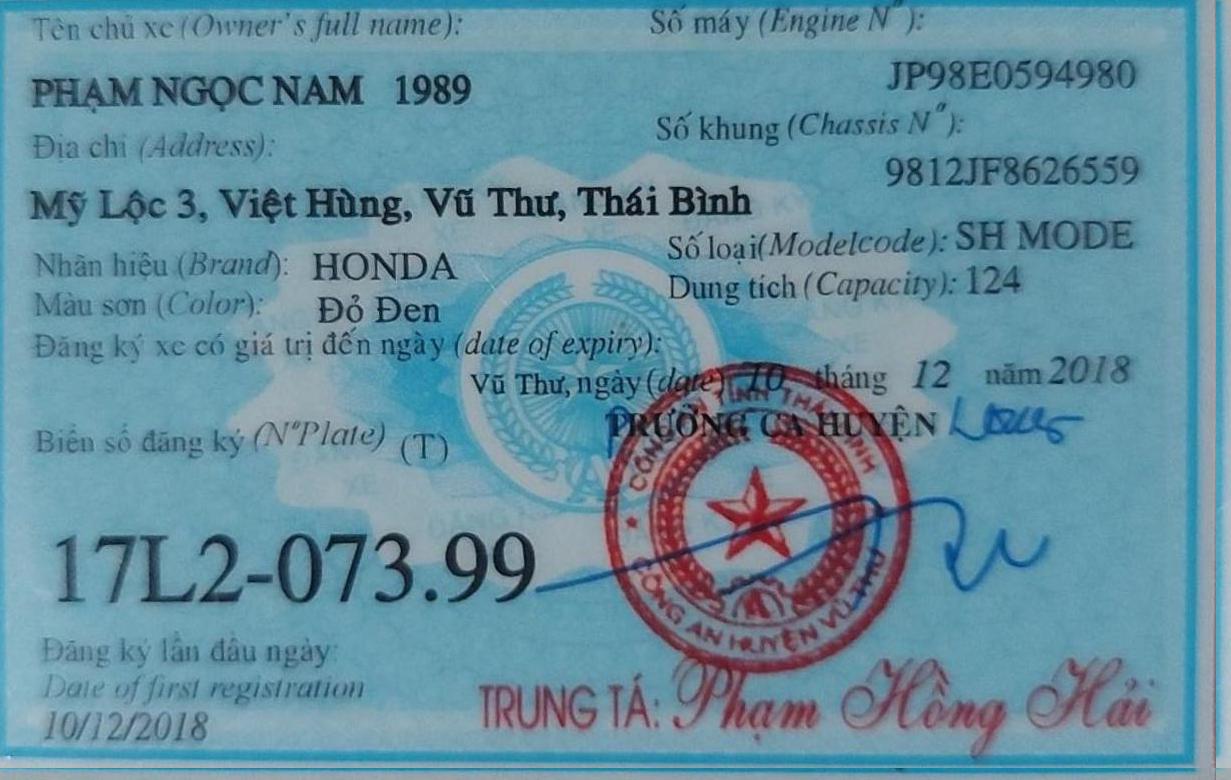 Tên chủ xe (Owner's full name):
Số máy (Engine N°):
PHẠM NGỌC NAM 1989
JP98E0594980
Địa chỉ (Address):
Số khung (Chassis N°):
9812JF8626559
Mỹ Lộc 3, Việt Hùng, Vũ Thư, Thái Bình
Nhãn hiệu (Brand): HONDA
Số loại(Modelcode): SH MODE
Màu sơn (Color): Đỏ Đen
Dung tích (Capacity): 124
Đăng ký xe có giá trị đến ngày (date of expiry):
Vũ Thư, ngày (date) 10 tháng 12 năm 2018
TRƯỞNG CA HUYỆN
Biển số đăng ký (N°Plate) (T)
17L2-073.99
CÔNG AN TỈNH THÁI BÌNH
CÔNG AN HUYỆN VŨ THƯ
Đăng ký lần đầu ngày:
Date of first registration
10/12/2018
TRUNG TÁ: Phạm Hồng Hải